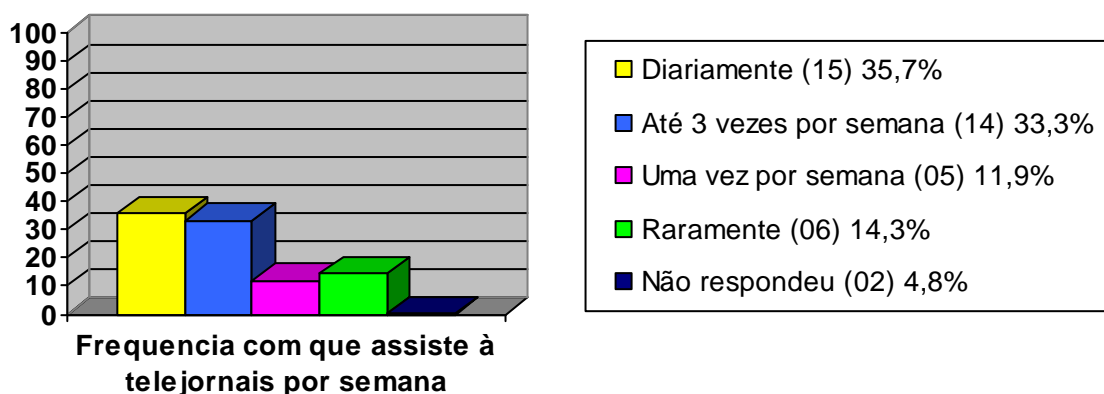 100
90
80
70
60
50
40
30
20
10
0
Frequencia com que assiste à
telejornais por semana
Diariamente (15) 35,7%
Até 3 vezes por semana (14) 33,3%
Uma vez por semana (05) 11,9%
Raramente (06) 14,3%
Não respondeu (02) 4,8%